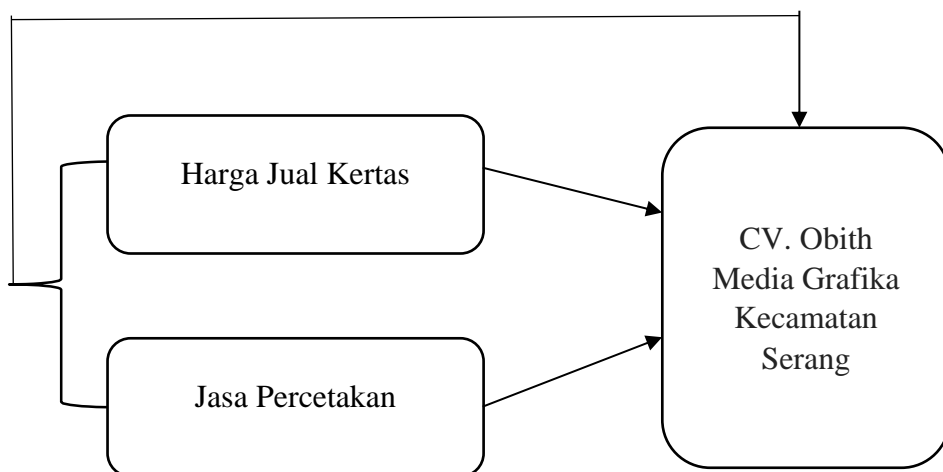 Harga Jual Kertas
CV. Obith
Media Grafika
Kecamatan
Serang
Jasa Percetakan